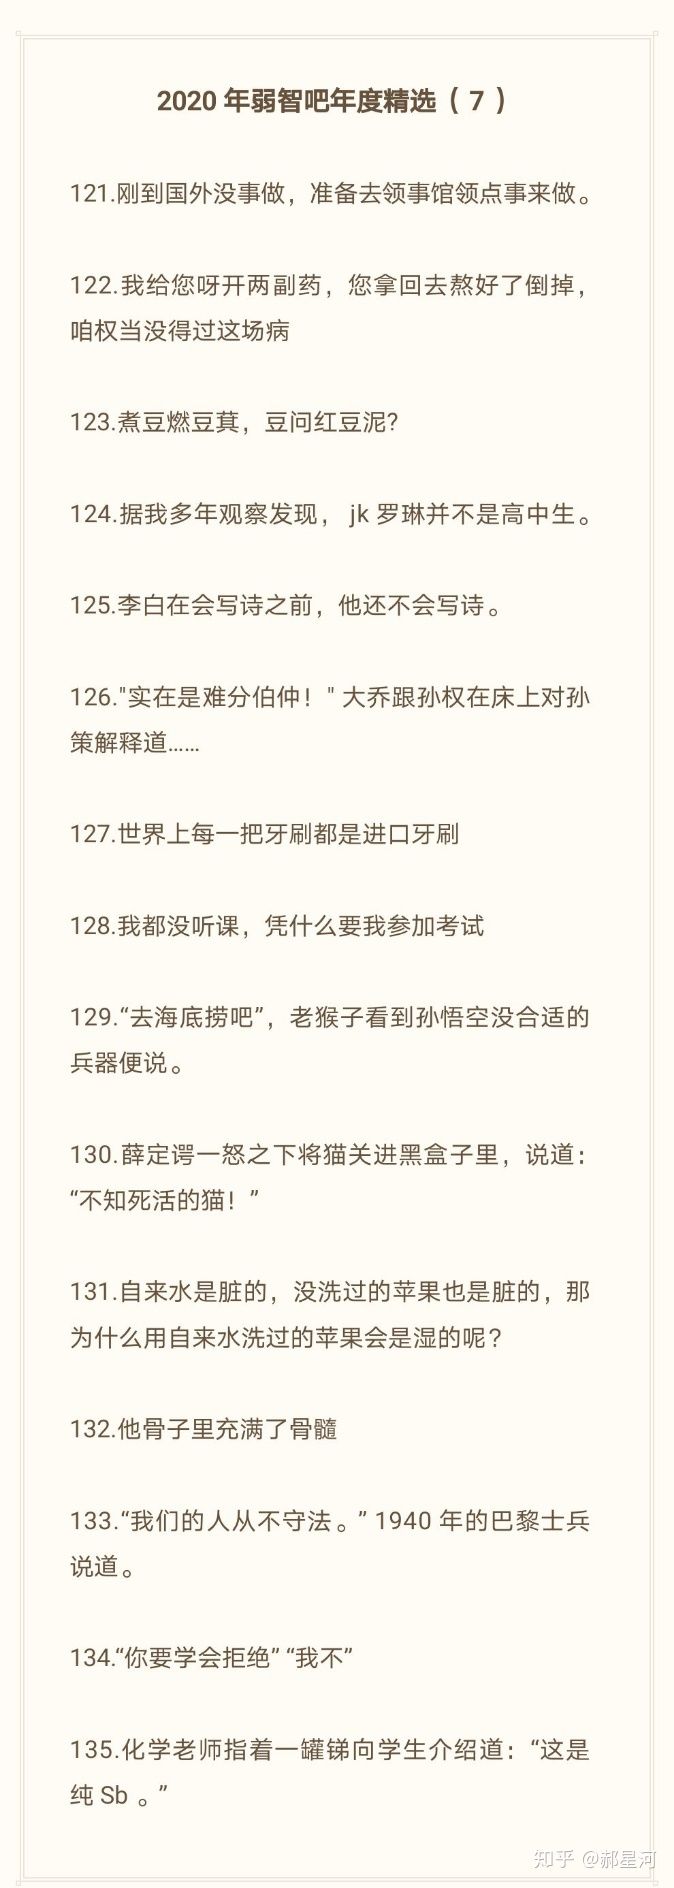 2020 年弱智吧年度精选（7）
121.刚到国外没事做，准备去领事馆领点事来做。
122.我给您呀开两副药，您拿回去熬好了倒掉，
咱权当没得过这场病
123.煮豆燃豆萁，豆问红豆泥?
124.据我多年观察发现， jk 罗琳并不是高中生。
125.李白在会写诗之前，他还不会写诗。
126."实在是难分伯仲！" 大乔跟孙权在床上对孙
策解释道……
127.世界上每一把牙刷都是进口牙刷
128.我都没听课，凭什么要我参加考试
129.“去海底捞吧”，老猴子看到孙悟空没合适的
兵器便说。
130.薛定谔一怒之下将猫关进黑盒子里，说道：
“不知死活的猫！”
131.自来水是脏的，没洗过的苹果也是脏的，那
为什么用自来水洗过的苹果会是湿的呢？
132.他骨子里充满了骨髓
133.“我们的人从不守法。” 1940 年的巴黎士兵
说道。
134.“你要学会拒绝” “我不”
135.化学老师指着一罐锑向学生介绍道：“这是
纯 Sb 。”
知乎 @郝星河